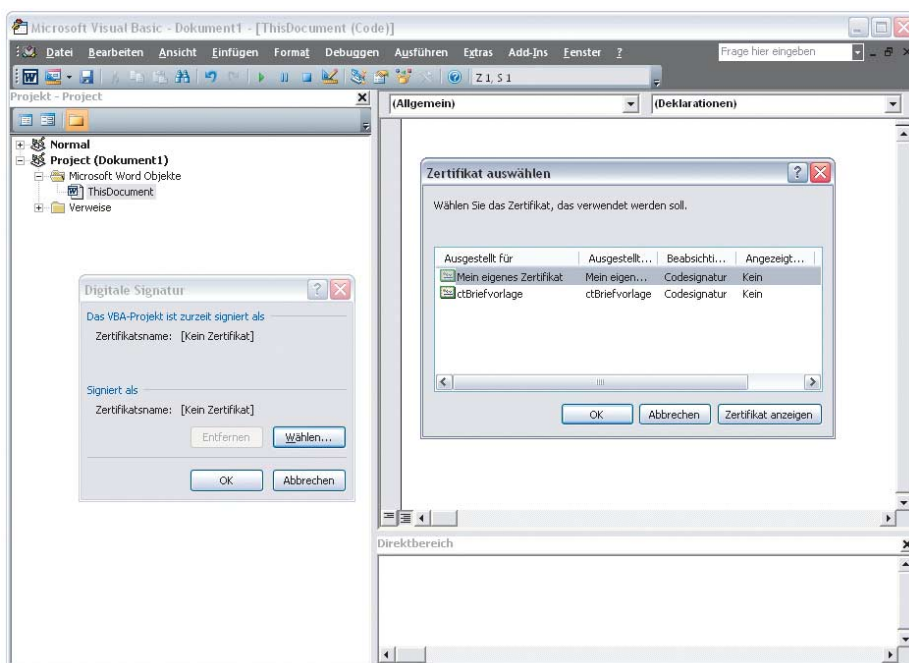 Microsoft Visual Basic - Dokument1 - [ThisDocument (Code)]
Datei Bearbeiten Ansicht Einfügen Format Debuggen Ausführen Extras Add-Ins Fenster ? Frage hier eingeben
Z 1, S 1
Projekt - Project
(Allgemein) (Deklarationen)
Normal
Project (Dokument1)
Microsoft Word Objekte
ThisDocument
Verweise
Zertifikat auswählen
Wählen Sie das Zertifikat, das verwendet werden soll.
Ausgestellt für Ausgestellt... Beabsichti... Angezeigt...
Mein eigenes Zertifikat Mein eigen... Codesignatur Kein
ctBriefvorlage ctBriefvorlage Codesignatur Kein
OK Abbrechen Zertifikat anzeigen
Digitale Signatur
Das VBA-Projekt ist zurzeit signiert als
Zertifikatsname: [Kein Zertifikat]
Signiert als
Zertifikatsname: [Kein Zertifikat]
Entfernen Wählen...
OK Abbrechen
Direktbereich